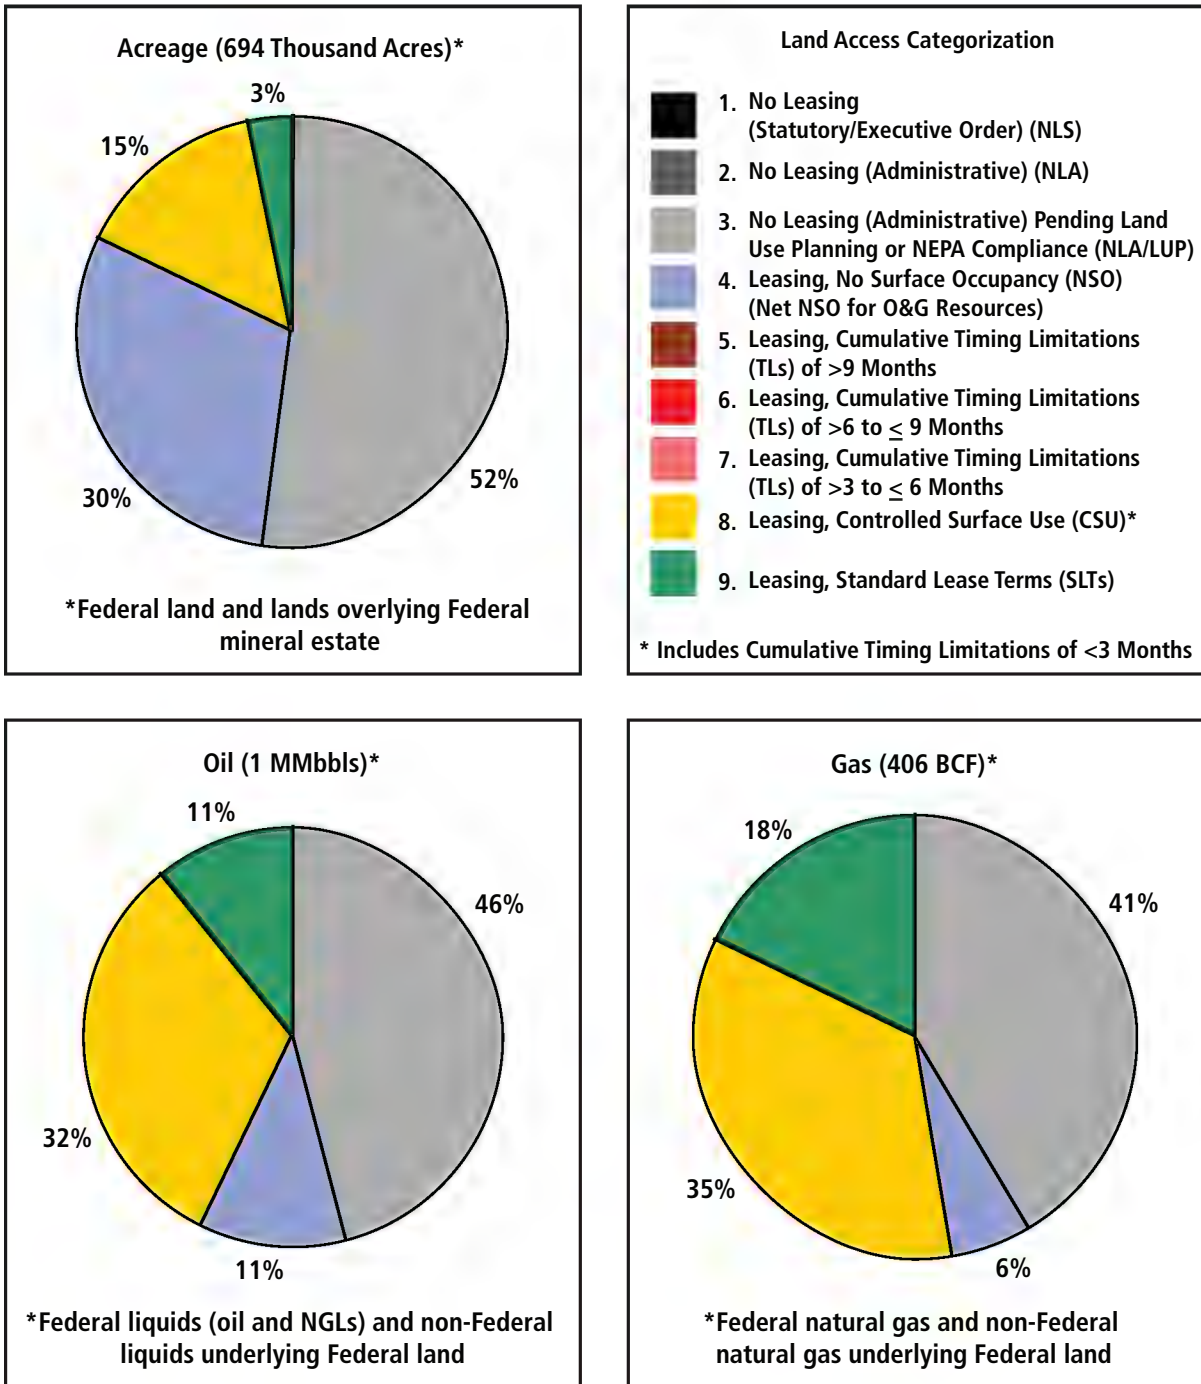 Acreage (694 Thousand Acres)*
3%
15%
30%
52%
*Federal land and lands overlying Federal
mineral estate
Land Access Categorization
1. No Leasing
(Statutory/Executive Order) (NLS)
2. No Leasing (Administrative) (NLA)
3. No Leasing (Administrative) Pending Land
Use Planning or NEPA Compliance (NLA/LUP)
4. Leasing, No Surface Occupancy (NSO)
(Net NSO for O&G Resources)
5. Leasing, Cumulative Timing Limitations
(TLs) of >9 Months
6. Leasing, Cumulative Timing Limitations
(TLs) of >6 to ≤ 9 Months
7. Leasing, Cumulative Timing Limitations
(TLs) of >3 to ≤ 6 Months
8. Leasing, Controlled Surface Use (CSU)*
9. Leasing, Standard Lease Terms (SLTs)
* Includes Cumulative Timing Limitations of <3 Months
Oil (1 MMbbls)*
11%
46%
32%
11%
*Federal liquids (oil and NGLs) and non-Federal
liquids underlying Federal land
Gas (406 BCF)*
18%
41%
35%
6%
*Federal natural gas and non-Federal
natural gas underlying Federal land